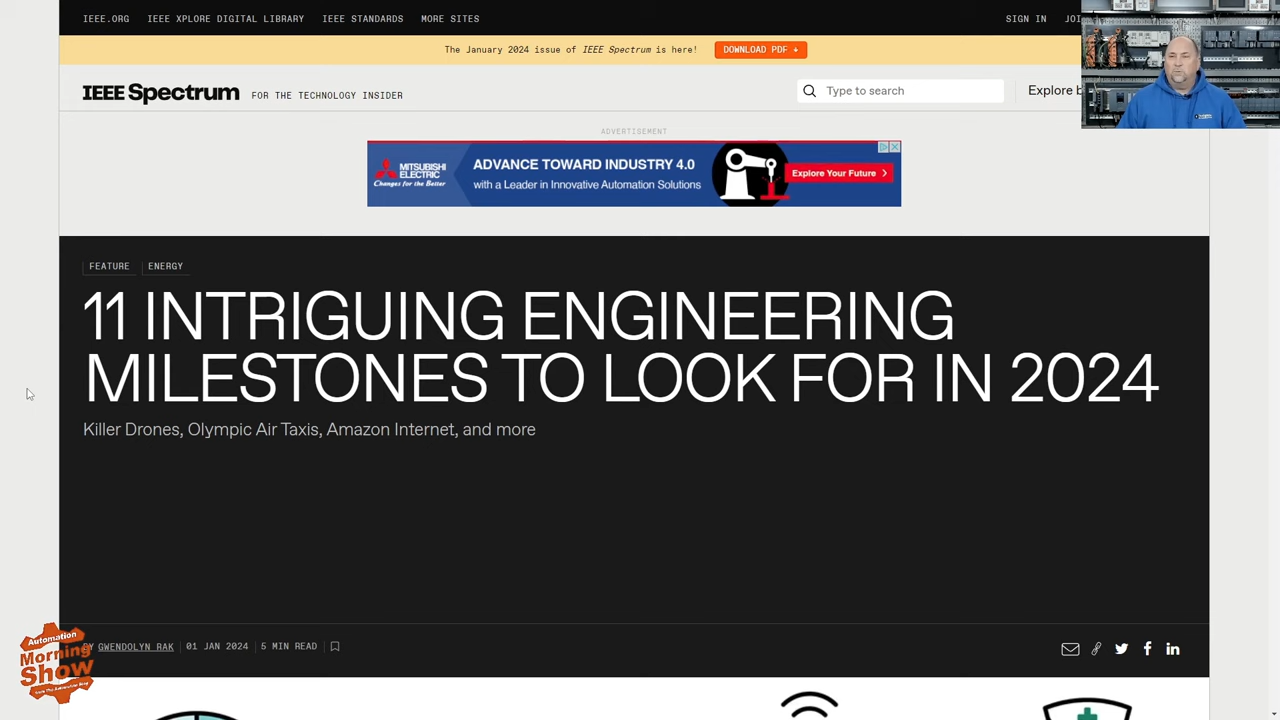 IEEE.ORG IEEE XPLORE DIGITAL LIBRARY IEEE STANDARDS MORE SITES SIGN IN
The January 2024 issue of IEEE Spectrum is here! DOWNLOAD PDF +
IEEE Spectrum FOR THE TECHNOLOGY INSIDER Type to search Explore
ADVERTISEMENT
MITSUBISHI ELECTRIC
Changes for the Better
ADVANCE TOWARD INDUSTRY 4.0
with a Leader in Innovative Automation Solutions
Explore Your Future >
FEATURE ENERGY
11 INTRIGUING ENGINEERING
MILESTONES TO LOOK FOR IN 2024
Killer Drones, Olympic Air Taxis, Amazon Internet, and more
BY GWENDOLYN RAK 01 JAN 2024 5 MIN READ
Automation
Morning
Show